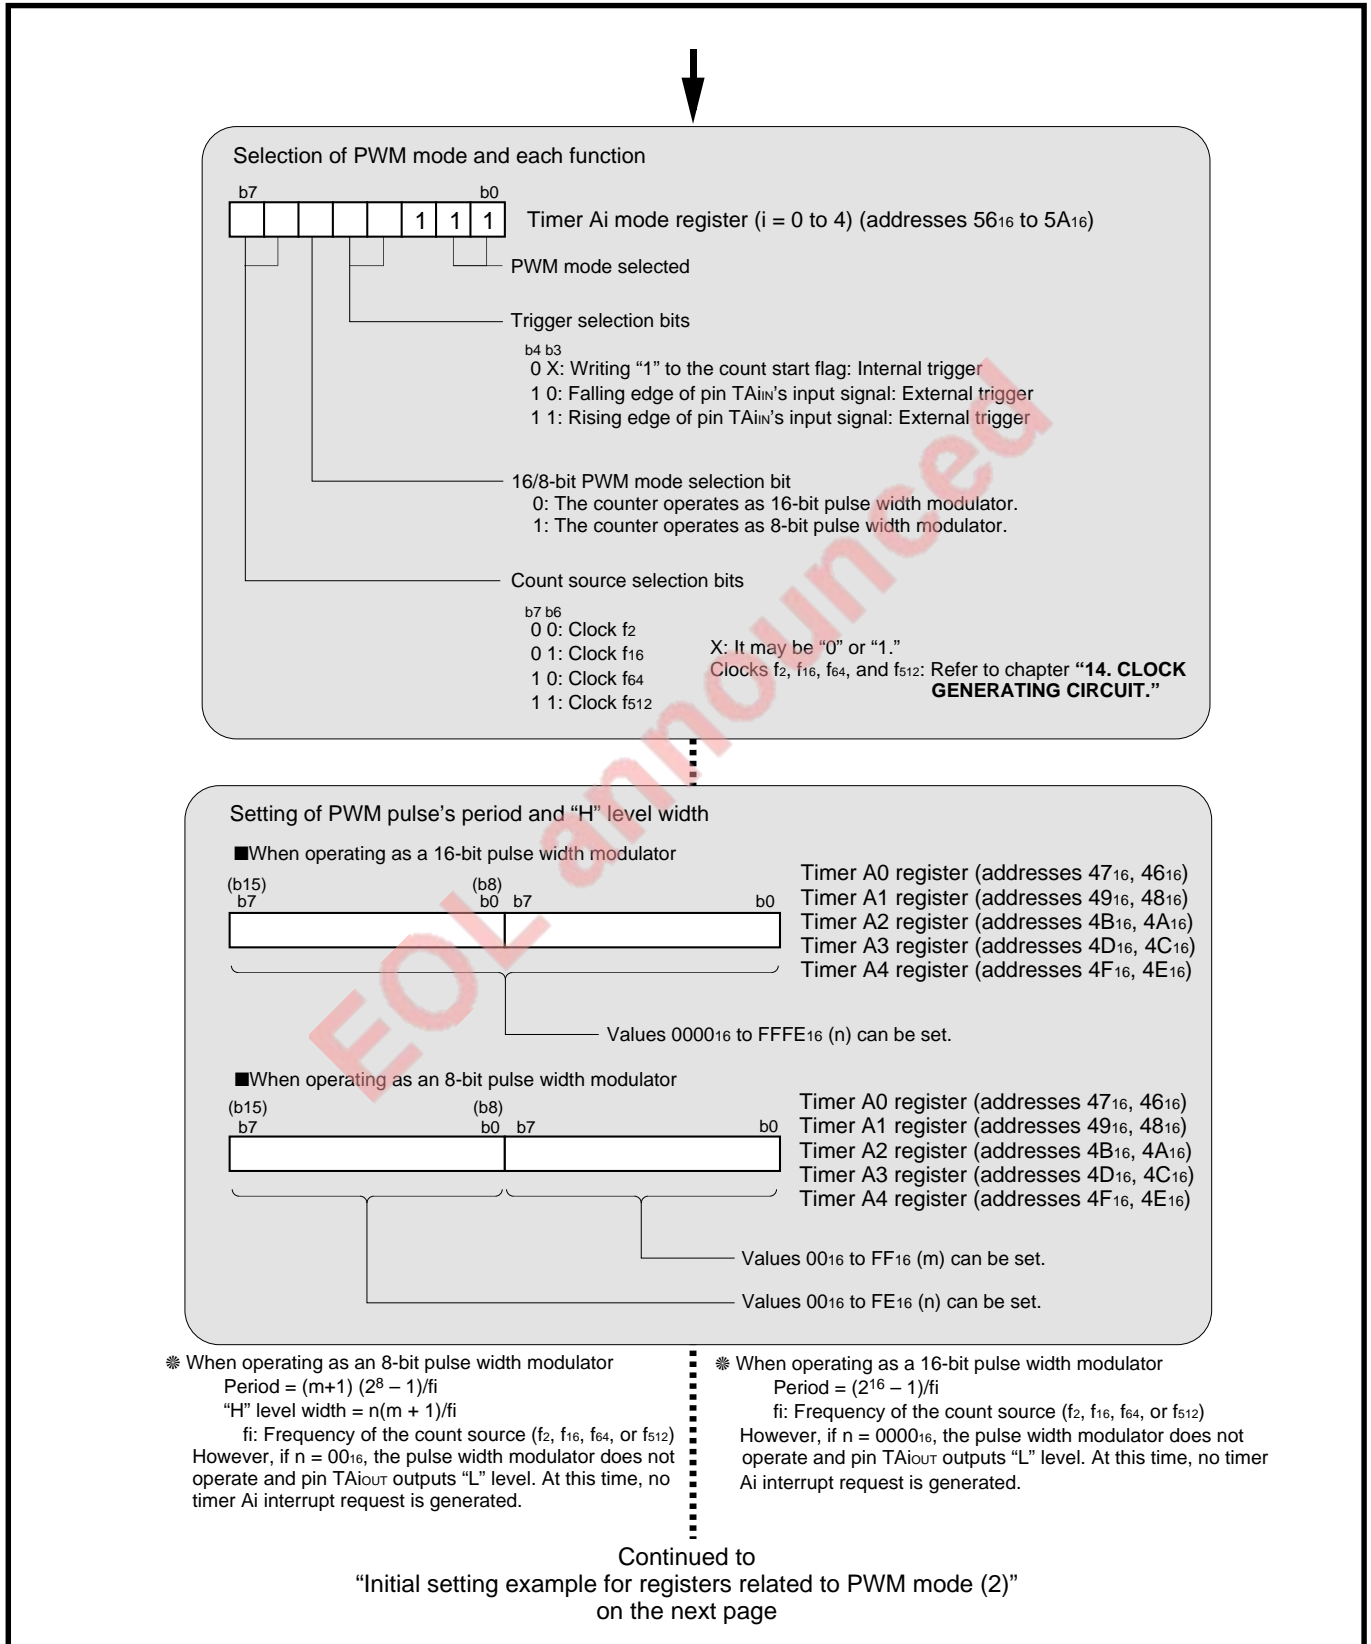 Selection of PWM mode and each function
b7 b0
1 1 1 Timer Ai mode register (i = 0 to 4) (addresses 5616 to 5A16)
PWM mode selected
Trigger selection bits
b4 b3
0 X: Writing “1” to the count start flag: Internal trigger
1 0: Falling edge of pin TAiIN’s input signal: External trigger
1 1: Rising edge of pin TAiIN’s input signal: External trigger
16/8-bit PWM mode selection bit
0: The counter operates as 16-bit pulse width modulator.
1: The counter operates as 8-bit pulse width modulator.
Count source selection bits
b7 b6
0 0: Clock f2
0 1: Clock f16
1 0: Clock f64
1 1: Clock f512
X: It may be “0” or “1.”
Clocks f2, f16, f64, and f512: Refer to chapter “14. CLOCK
GENERATING CIRCUIT.”
Setting of PWM pulse’s period and “H” level width
■When operating as a 16-bit pulse width modulator
(b15) (b8)
b7 b0 b7 b0
Timer A0 register (addresses 4716, 4616)
Timer A1 register (addresses 4916, 4816)
Timer A2 register (addresses 4B16, 4A16)
Timer A3 register (addresses 4D16, 4C16)
Timer A4 register (addresses 4F16, 4E16)
Values 000016 to FFFE16 (n) can be set.
■When operating as an 8-bit pulse width modulator
(b15) (b8)
b7 b0 b7 b0
Timer A0 register (addresses 4716, 4616)
Timer A1 register (addresses 4916, 4816)
Timer A2 register (addresses 4B16, 4A16)
Timer A3 register (addresses 4D16, 4C16)
Timer A4 register (addresses 4F16, 4E16)
Values 0016 to FF16 (m) can be set.
Values 0016 to FE16 (n) can be set.
❊ When operating as an 8-bit pulse width modulator
Period = (m+1) (2^8 – 1)/fi
“H” level width = n(m + 1)/fi
fi: Frequency of the count source (f2, f16, f64, or f512)
However, if n = 0016, the pulse width modulator does not
operate and pin TAiOUT outputs “L” level. At this time, no
timer Ai interrupt request is generated.
❊ When operating as a 16-bit pulse width modulator
Period = (2^16 – 1)/fi
fi: Frequency of the count source (f2, f16, f64, or f512)
However, if n = 000016, the pulse width modulator does not
operate and pin TAiOUT outputs “L” level. At this time, no timer
Ai interrupt request is generated.
Continued to
“Initial setting example for registers related to PWM mode (2)”
on the next page
EOL announced